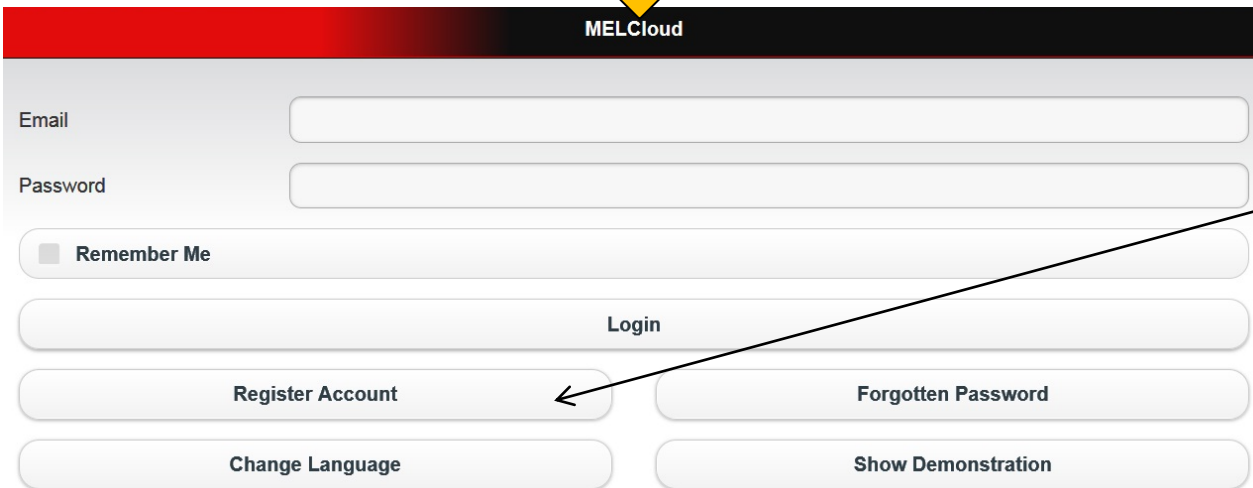 MELCloud
Email
Password
Remember Me
Login
Register Account
Forgotten Password
Change Language
Show Demonstration